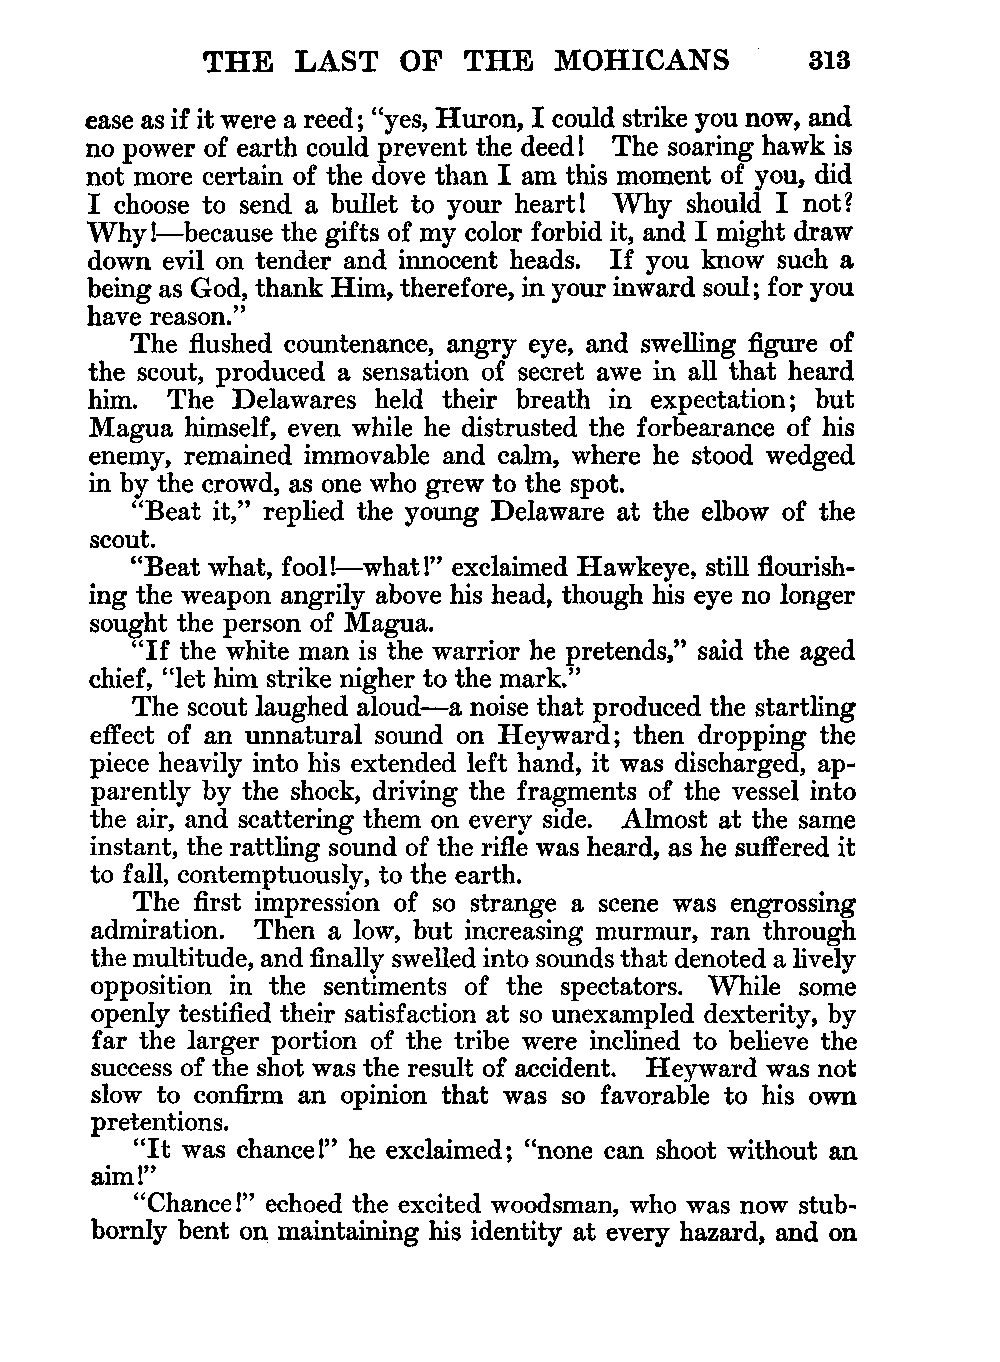 THE LAST OF THE MOHICANS 313
ease as if it were a reed; “yes, Huron, I could strike you now, and
no power of earth could prevent the deed! The soaring hawk is
not more certain of the dove than I am this moment of you, did
I choose to send a bullet to your heart! Why should I not?
Why!—because the gifts of my color forbid it, and I might draw
down evil on tender and innocent heads. If you know such a
being as God, thank Him, therefore, in your inward soul; for you
have reason.”
The flushed countenance, angry eye, and swelling figure of
the scout, produced a sensation of secret awe in all that heard
him. The Delawares held their breath in expectation; but
Magua himself, even while he distrusted the forbearance of his
enemy, remained immovable and calm, where he stood wedged
in by the crowd, as one who grew to the spot.
“Beat it,” replied the young Delaware at the elbow of the
scout.
“Beat what, fool!—what!” exclaimed Hawkeye, still flourish-
ing the weapon angrily above his head, though his eye no longer
sought the person of Magua.
“If the white man is the warrior he pretends,” said the aged
chief, “let him strike nigher to the mark.”
The scout laughed aloud—a noise that produced the startling
effect of an unnatural sound on Heyward; then dropping the
piece heavily into his extended left hand, it was discharged, ap-
parently by the shock, driving the fragments of the vessel into
the air, and scattering them on every side. Almost at the same
instant, the rattling sound of the rifle was heard, as he suffered it
to fall, contemptuously, to the earth.
The first impression of so strange a scene was engrossing
admiration. Then a low, but increasing murmur, ran through
the multitude, and finally swelled into sounds that denoted a lively
opposition in the sentiments of the spectators. While some
openly testified their satisfaction at so unexampled dexterity, by
far the larger portion of the tribe were inclined to believe the
success of the shot was the result of accident. Heyward was not
slow to confirm an opinion that was so favorable to his own
pretentions.
“It was chance!” he exclaimed; “none can shoot without an
aim!”
“Chance!” echoed the excited woodsman, who was now stub-
bornly bent on maintaining his identity at every hazard, and on